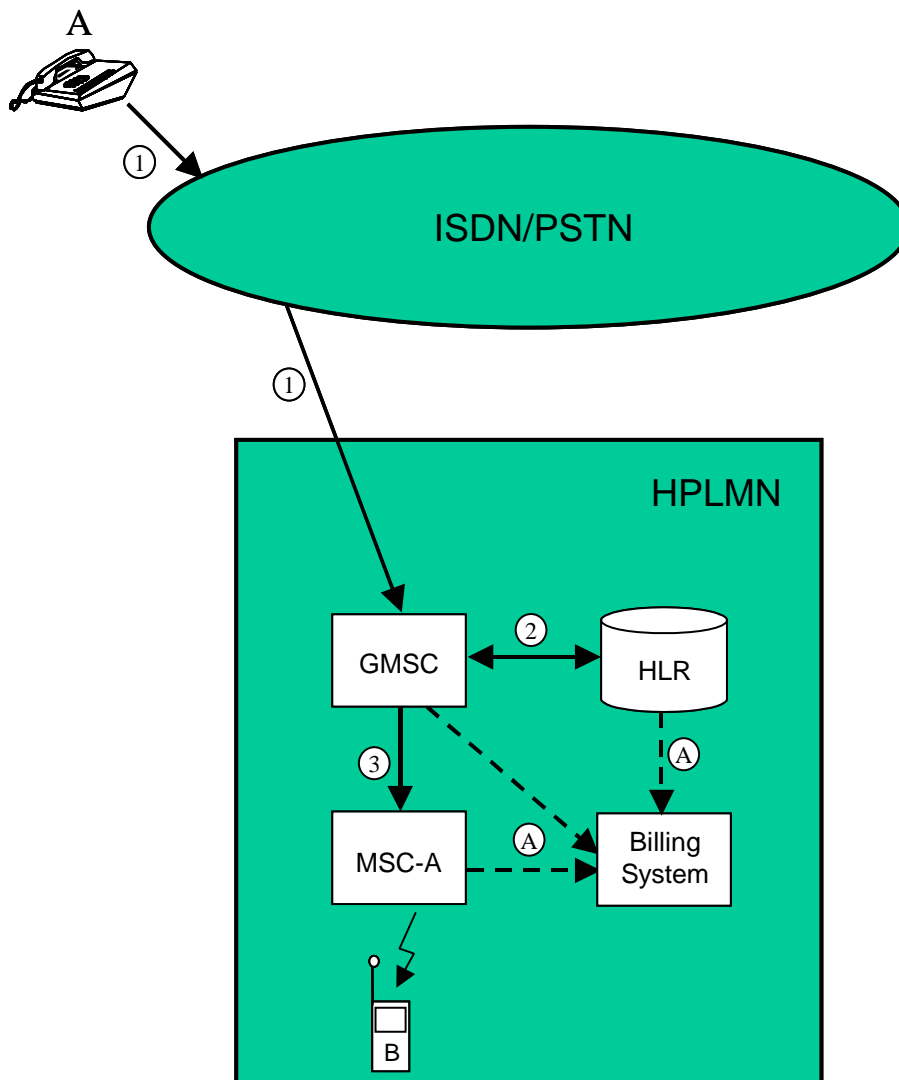 A
1
ISDN/PSTN
1
HPLMN
GMSC
2
HLR
3
A
MSC-A
A
Billing
System
B